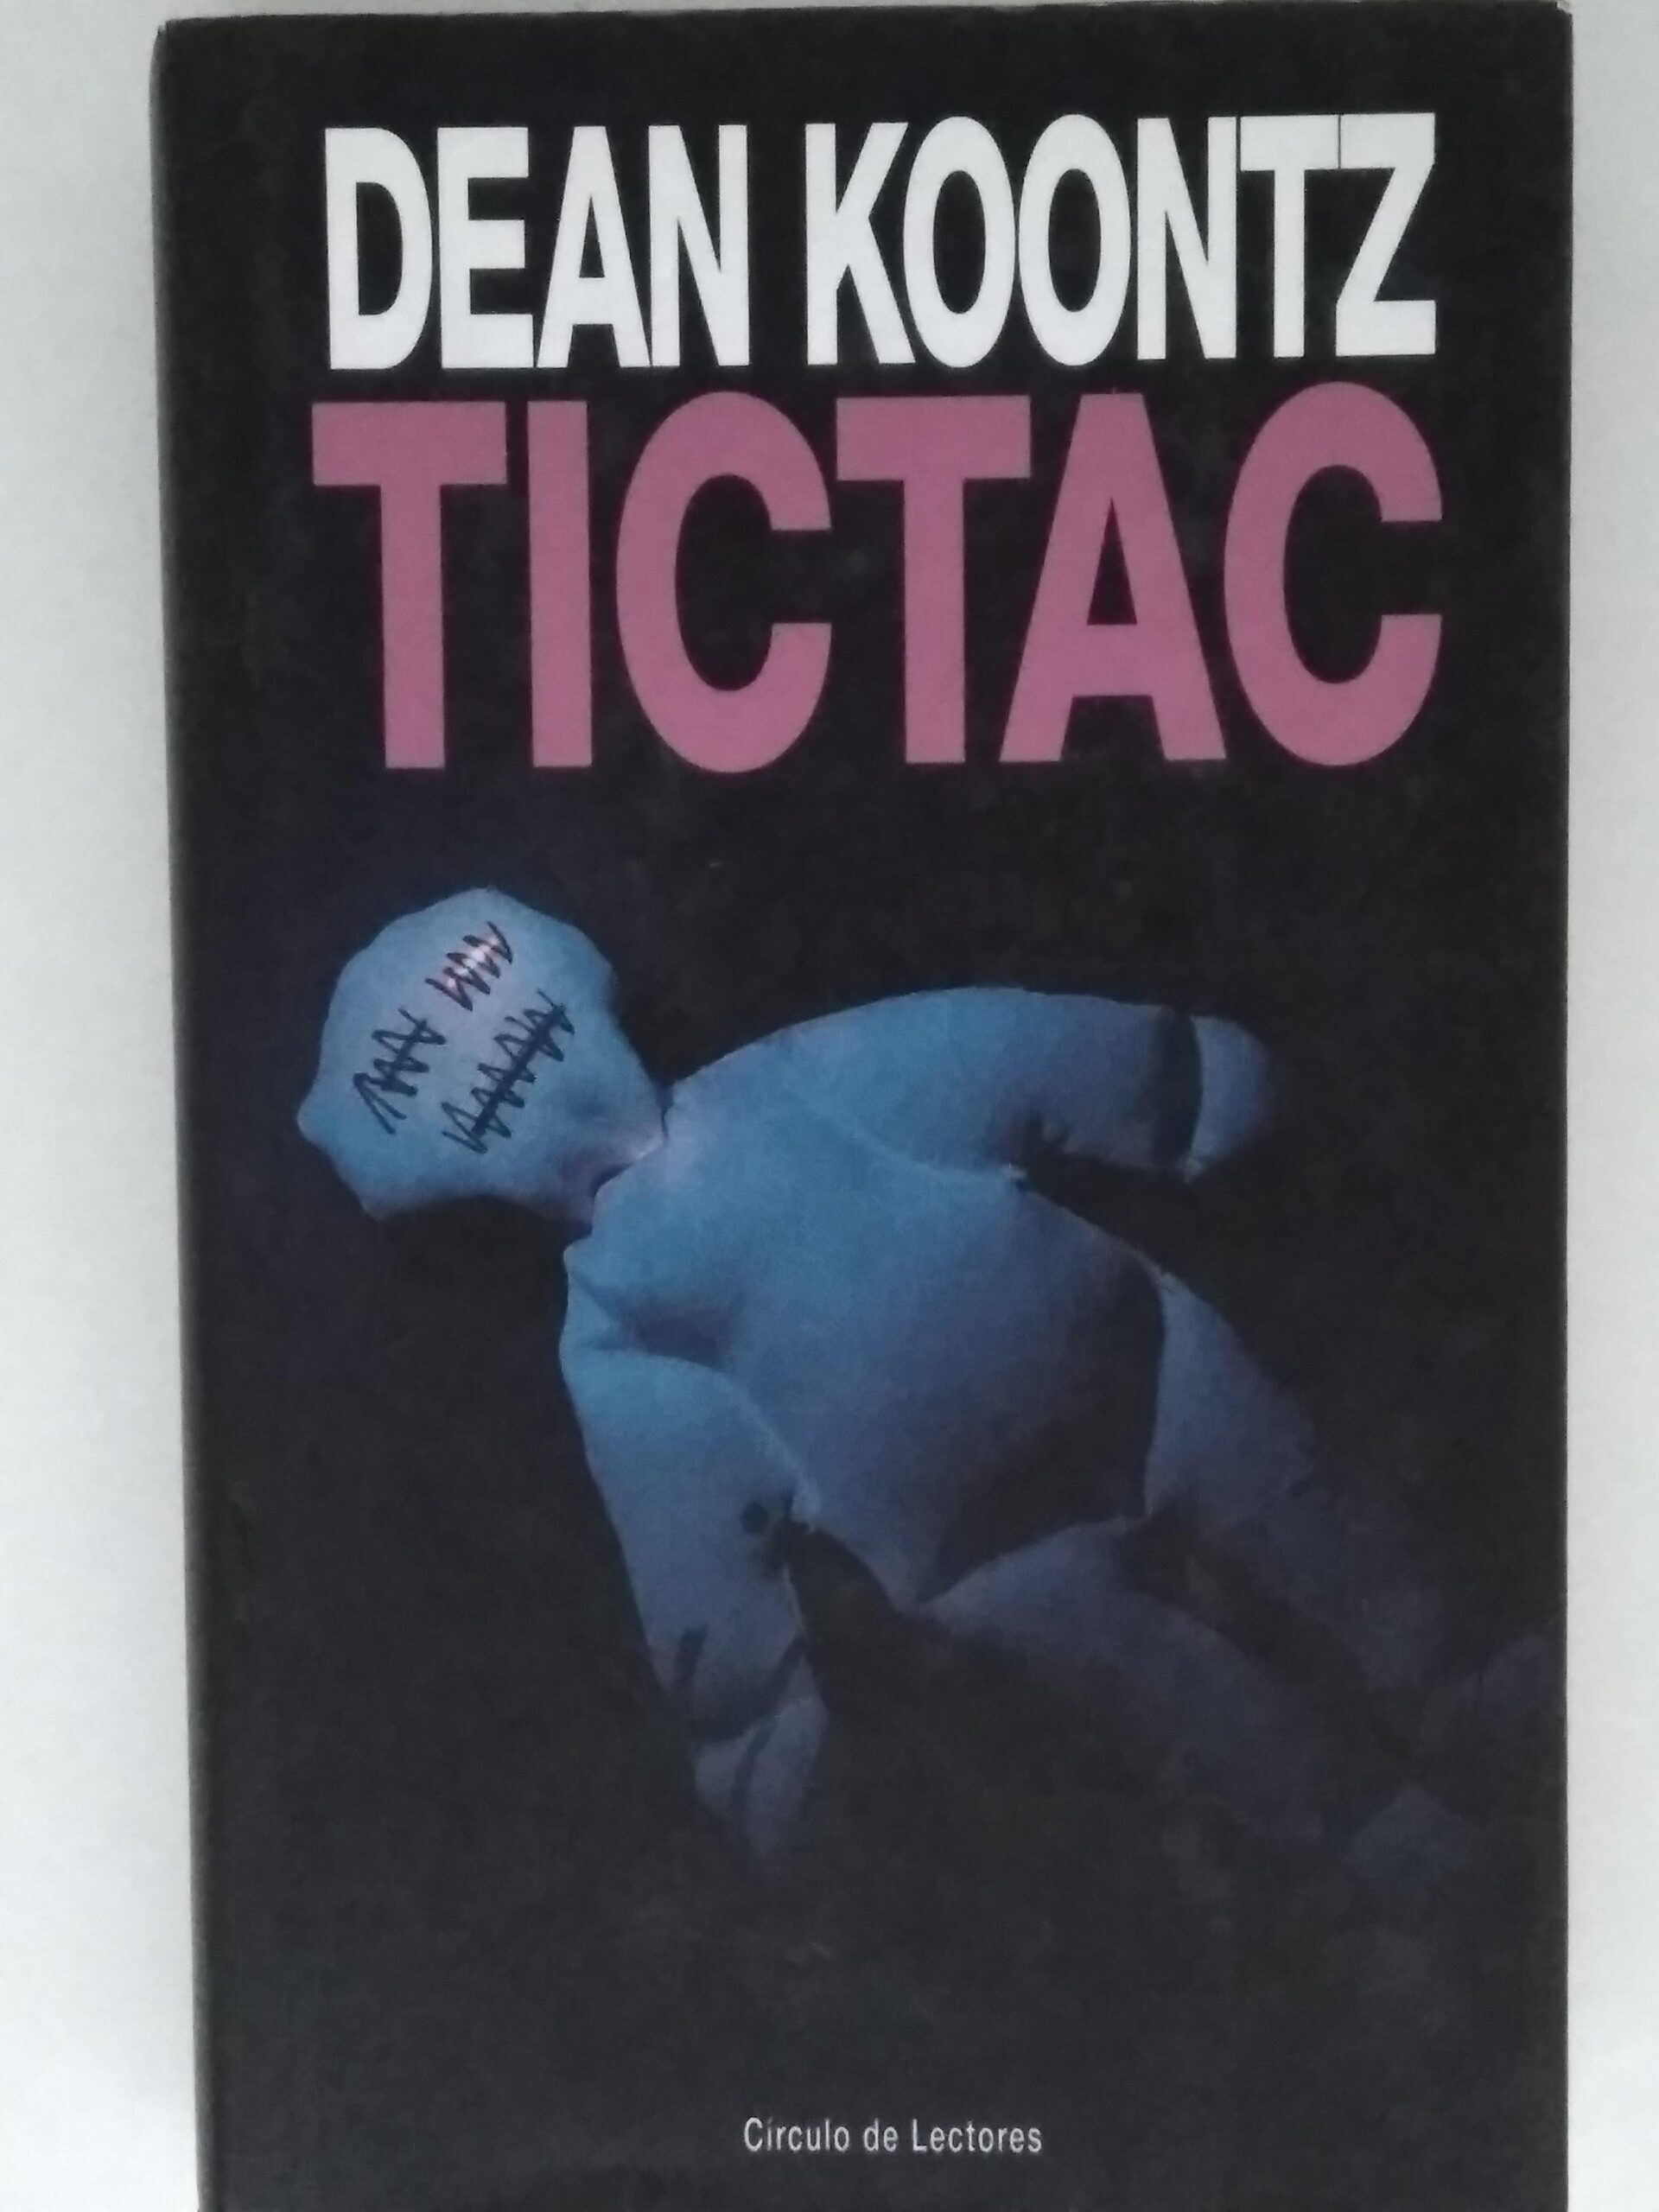 DEAN KOONTZ
TICTAC
Círculo de Lectores